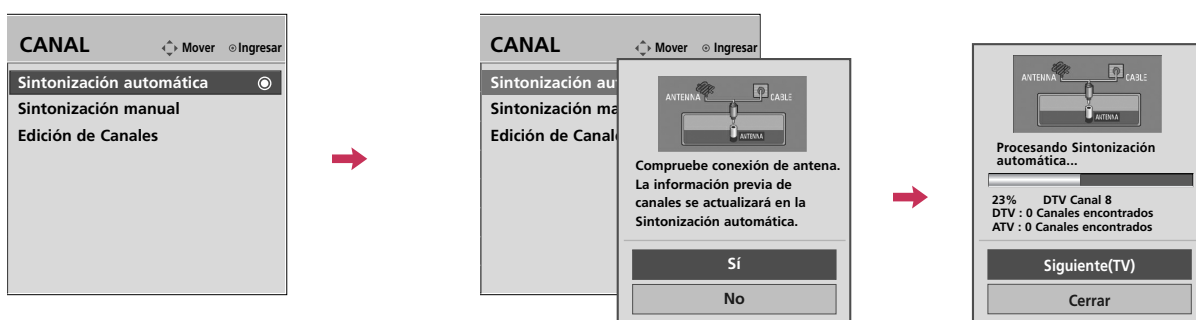 CANAL
Mover
Ingresar
Sintonización automática
Sintonización manual
Edición de Canales
CANAL
Mover
Ingresar
Sintonización au
Sintonización ma
Edición de Canal
ANTENNA
CABLE
ANTENNA
Compruebe conexión de antena.
La información previa de
canales se actualizará en la
Sintonización automática.
Sí
No
ANTENNA
CABLE
ANTENNA
Procesando Sintonización
automática...
23% DTV Canal 8
DTV : 0 Canales encontrados
ATV : 0 Canales encontrados
Siguiente(TV)
Cerrar